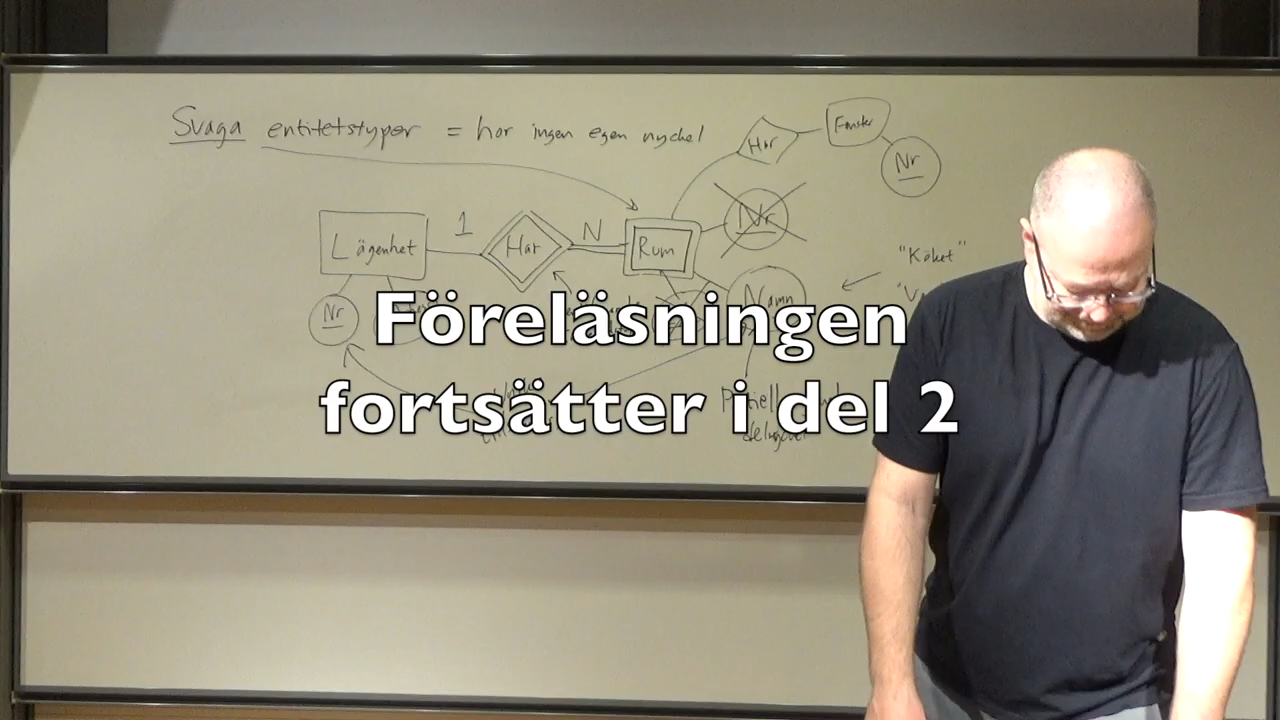 Svaga entitetstyper = har ingen egen nyckel
Har
Fönster
Nr
Nr
Lägenhet
1
Har
N
Rum
"Köket"
Namn
Nr
Föreläsningen
fortsätter i del 2